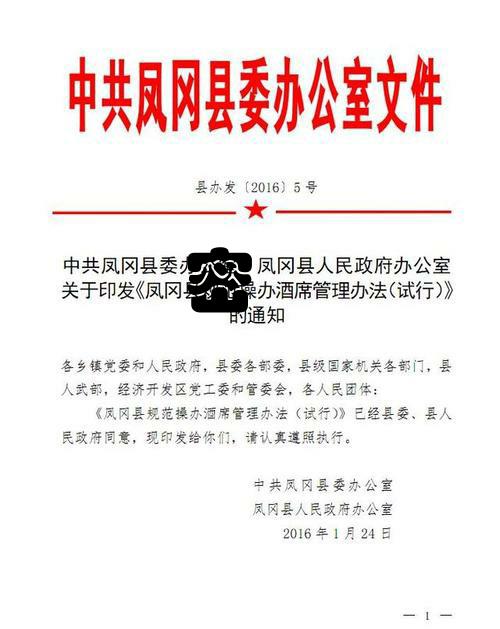 中共凤冈县委办公室文件
县办发〔2016〕5号
中共凤冈县委办 凤冈县人民政府办公室
关于印发《凤冈县 操办酒席管理办法(试行)》
的通知
各乡镇党委和人民政府，县委各部委，县级国家机关各部门，县
人武部，经济开发区党工委和管委会，各人民团体：
《凤冈县规范操办酒席管理办法（试行）》已经县委、县人
民政府同意，现印发给你们，请认真遵照执行。
中共凤冈县委办公室
凤冈县人民政府办公室
2016年1月24日
— 1 —